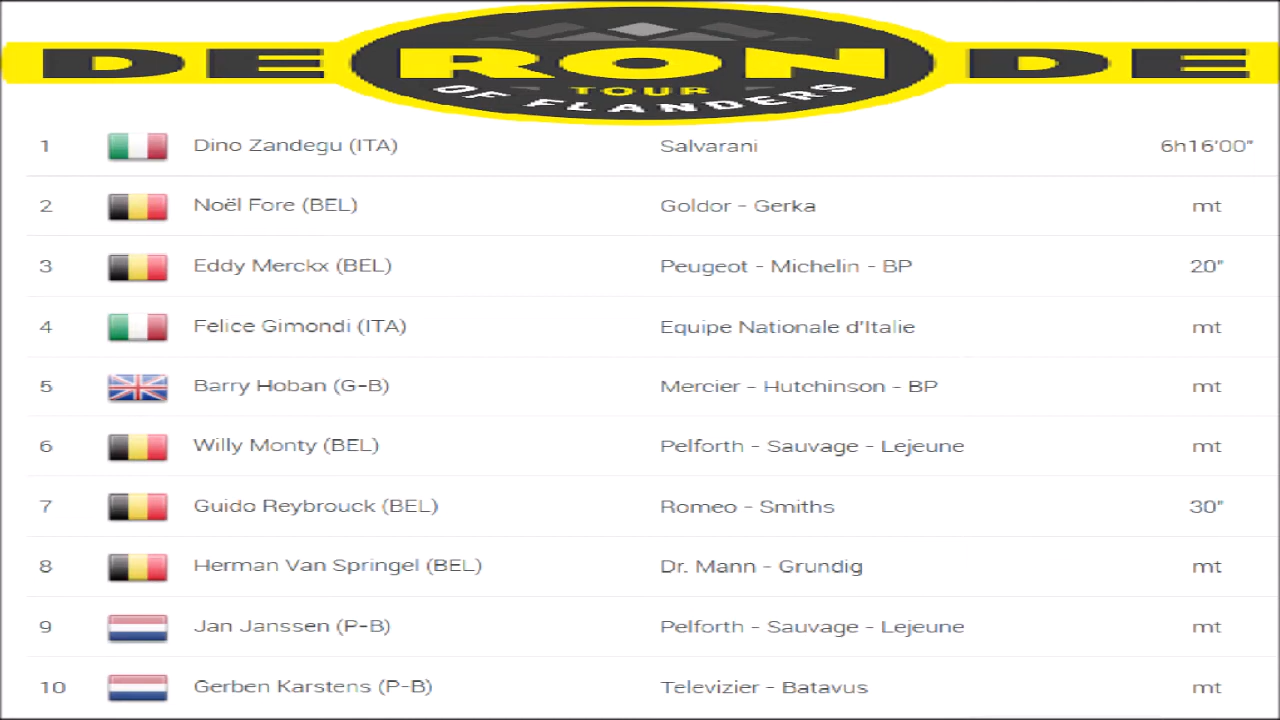 DE RONDE
TOUR
OF FLANDERS
1 Dino Zandegu (ITA) Salvarani 6h16'00"
2 Noël Fore (BEL) Goldor - Gerka mt
3 Eddy Merckx (BEL) Peugeot - Michelin - BP 20"
4 Felice Gimondi (ITA) Equipe Nationale d'Italie mt
5 Barry Hoban (G-B) Mercier - Hutchinson - BP mt
6 Willy Monty (BEL) Pelforth - Sauvage - Lejeune mt
7 Guido Reybrouck (BEL) Romeo - Smiths 30"
8 Herman Van Springel (BEL) Dr. Mann - Grundig mt
9 Jan Janssen (P-B) Pelforth - Sauvage - Lejeune mt
10 Gerben Karstens (P-B) Televizier - Batavus mt